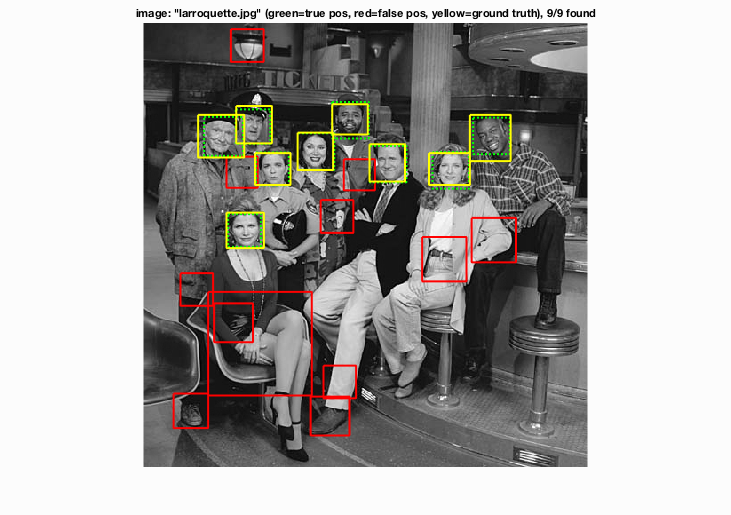 image: "larroquette.jpg" (green=true pos, red=false pos, yellow=ground truth), 9/9 found
TICKETS